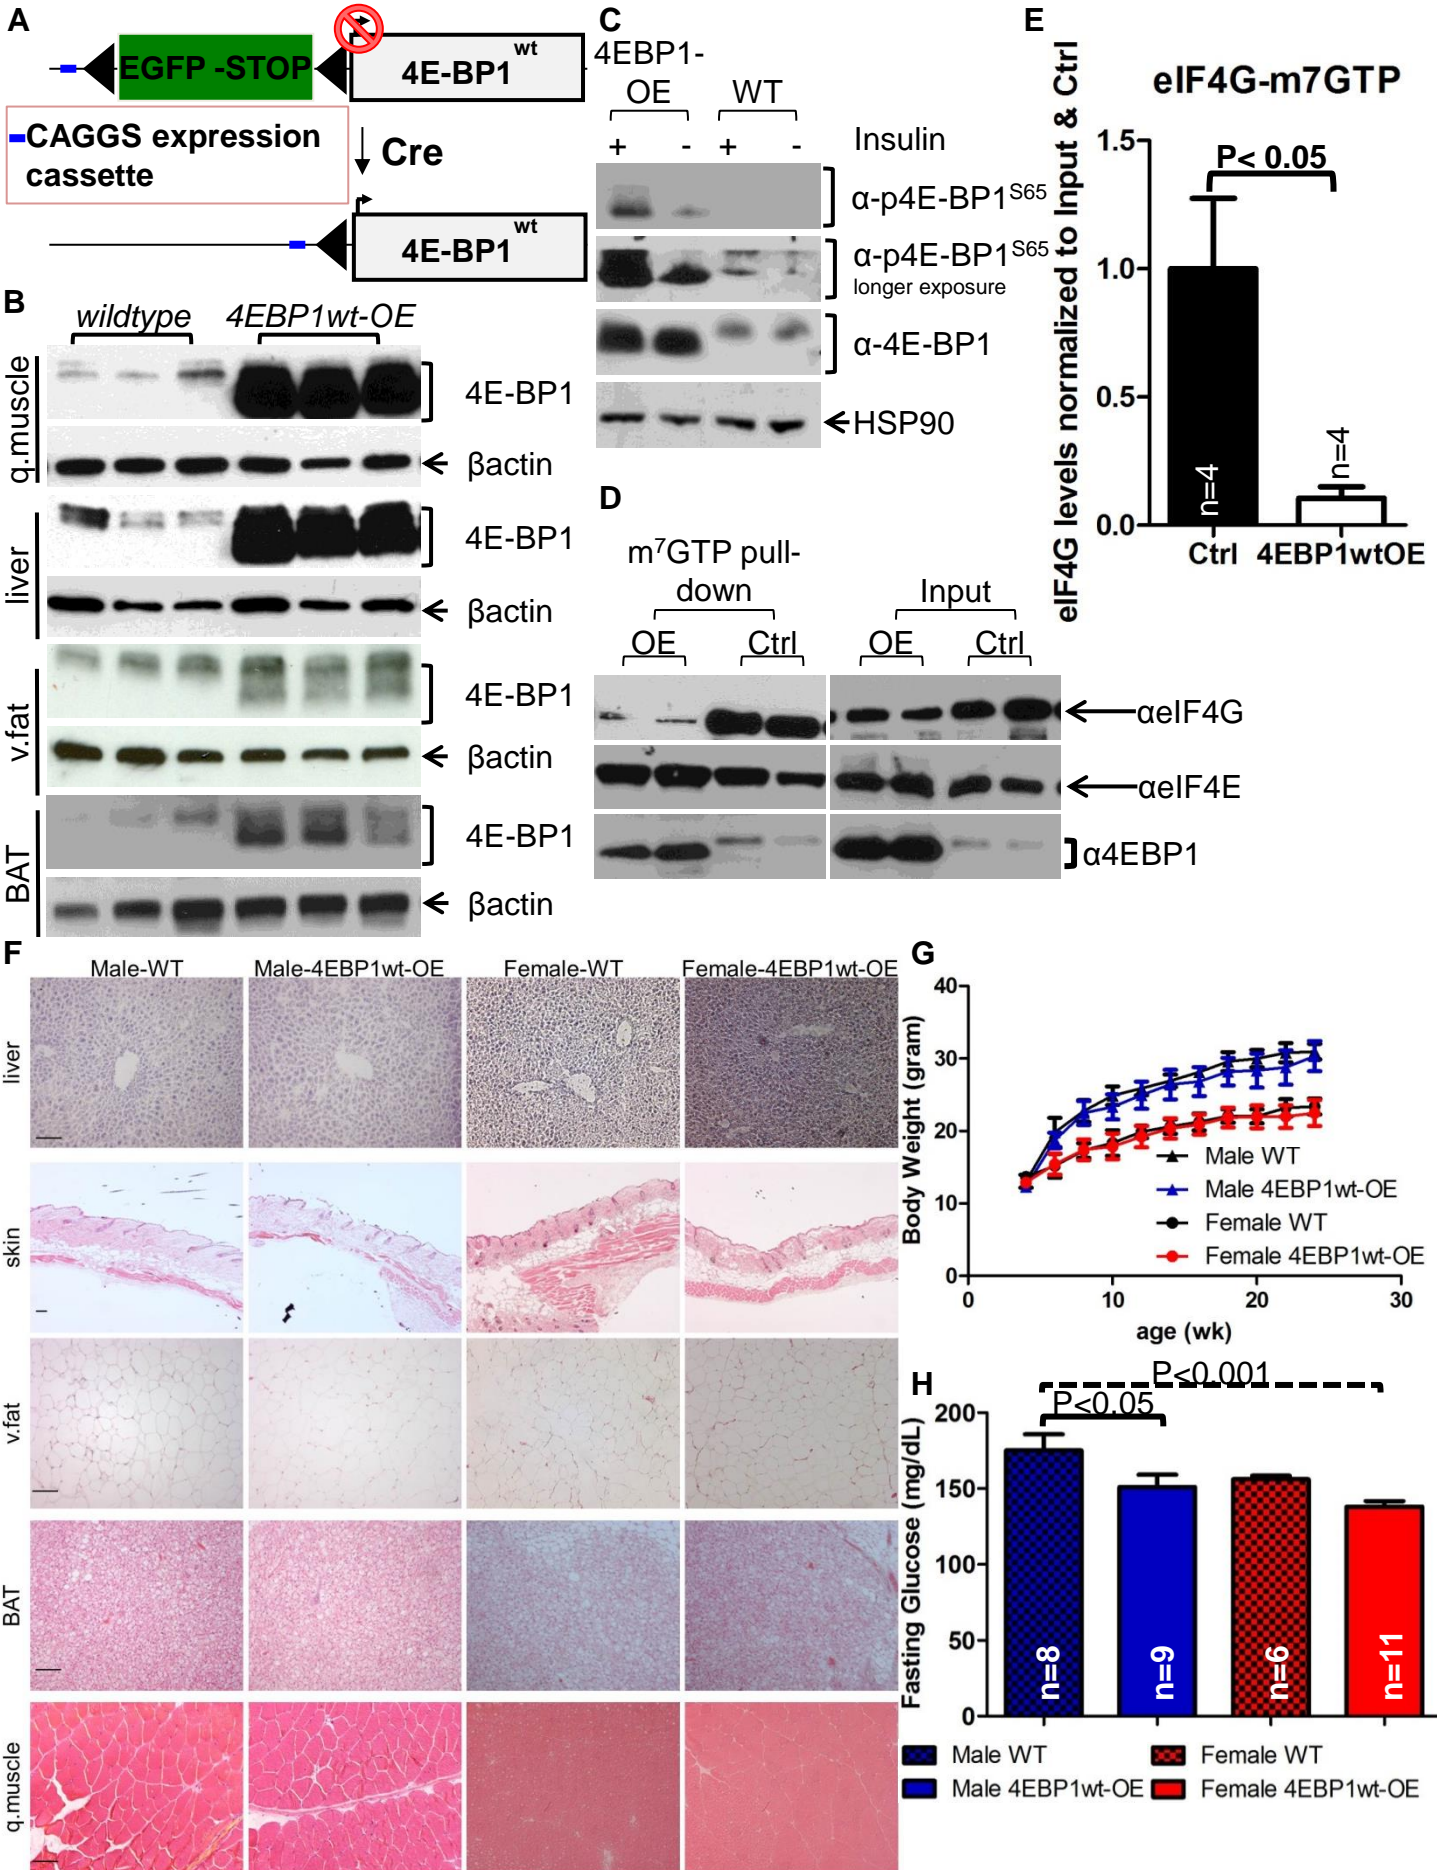 A
EGFP -STOP
4E-BP1wt
CAGGS expression
cassette
Cre
4E-BP1wt
B
wildtype
4EBP1wt-OE
q.muscle
4E-BP1
βactin
liver
4E-BP1
βactin
v.fat
4E-BP1
βactin
BAT
4E-BP1
βactin
C
4EBP1-
OE
WT
+ - + -
Insulin
α-p4E-BP1S65
α-p4E-BP1S65
longer exposure
α-4E-BP1
HSP90
D
m7GTP pull-
down
Input
OE
Ctrl
OE
Ctrl
αeIF4G
αeIF4E
α4EBP1
E
eIF4G-m7GTP
eIF4G levels normalized to Input & Ctrl
1.5
1.0
0.5
0.0
P< 0.05
n=4
n=4
Ctrl
4EBP1wtOE
F
Male-WT
Male-4EBP1wt-OE
Female-WT
Female-4EBP1wt-OE
liver
skin
v.fat
BAT
q.muscle
G
Body Weight (gram)
40
30
20
10
0
0
10
20
30
age (wk)
Male WT
Male 4EBP1wt-OE
Female WT
Female 4EBP1wt-OE
H
P<0.001
P<0.05
Fasting Glucose (mg/dL)
200
150
100
50
0
n=8
n=9
n=6
n=11
Male WT
Female WT
Male 4EBP1wt-OE
Female 4EBP1wt-OE